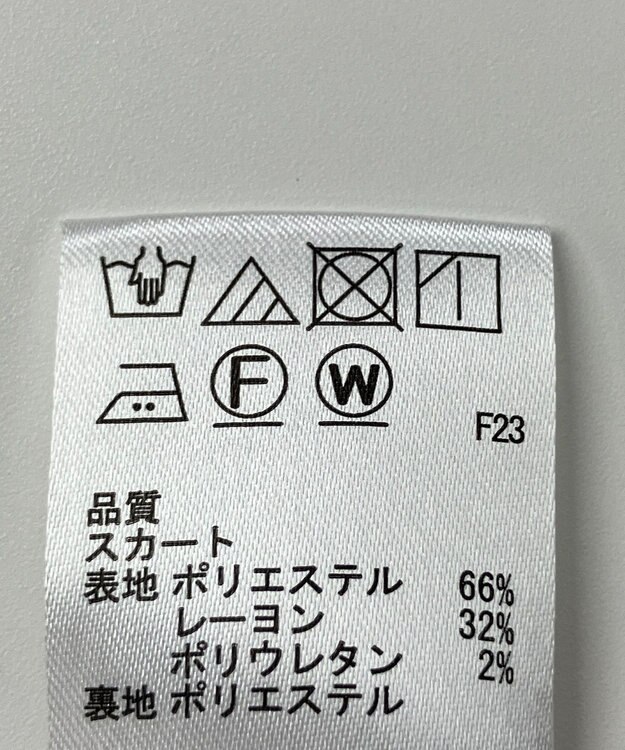 F
W
F23
品質
スカート
表地 ポリエステル 66%
レーヨン 32%
ポリウレタン 2%
裏地 ポリエステル